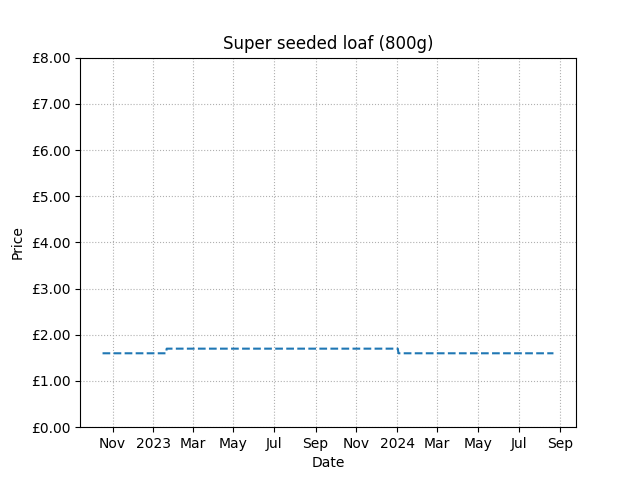 Super seeded loaf (800g)
£8.00
£7.00
£6.00
£5.00
£4.00
£3.00
£2.00
£1.00
£0.00
Price
Nov 2023 Mar May Jul Sep Nov 2024 Mar May Jul Sep
Date